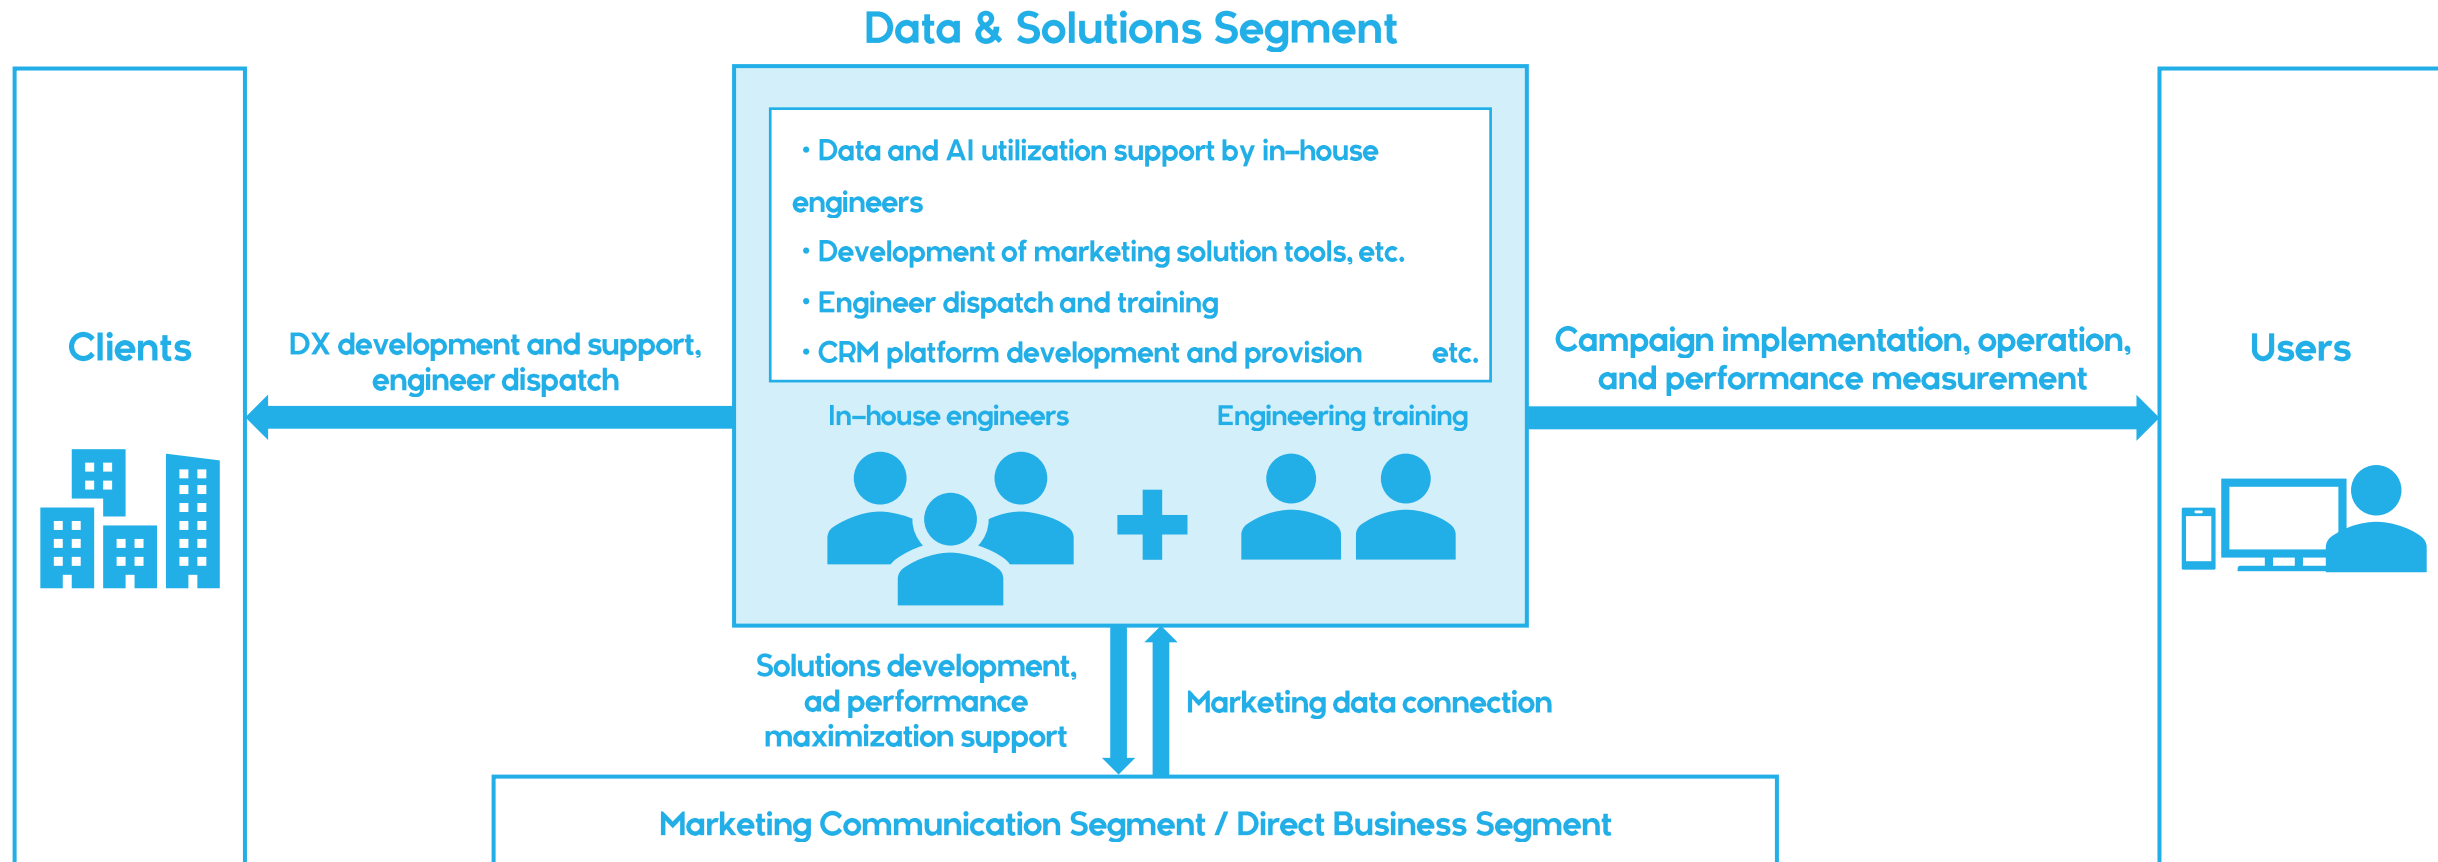 Data & Solutions Segment
・Data and AI utilization support by in-house
engineers
・Development of marketing solution tools, etc.
・Engineer dispatch and training
・CRM platform development and provision etc.
Clients
DX development and support,
engineer dispatch
In-house engineers
Engineering training
Campaign implementation, operation,
and performance measurement
Users
Solutions development,
ad performance
maximization support
Marketing data connection
Marketing Communication Segment / Direct Business Segment